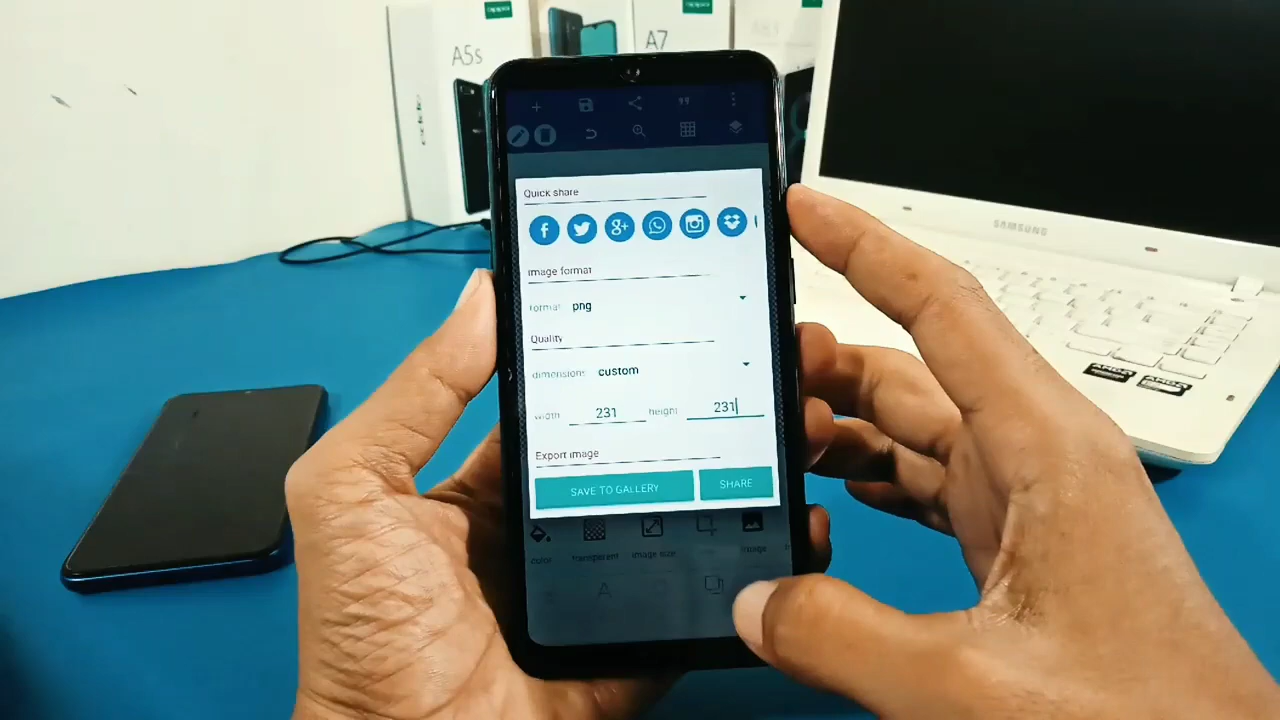 A5s
A7
SAMSUNG
Quick share
image format
format: png
Quality
dimensions: custom
width 231 height 231
Export image
SAVE TO GALLERY SHARE
color transparent image size image